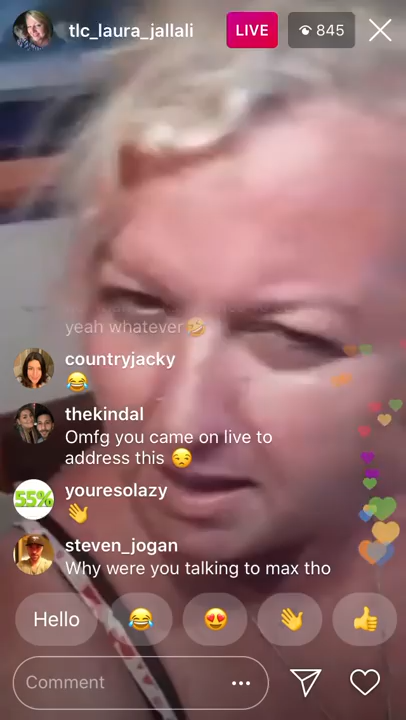 tlc_laura_jallali
LIVE
845
yeah whatever🤣
countryjacky
😂
thekindal
Omfg you came on live to
address this 😒
55%
youresolazy
👋
steven_jogan
Why were you talking to max tho
Hello 😂 😍 👋 👍
Comment